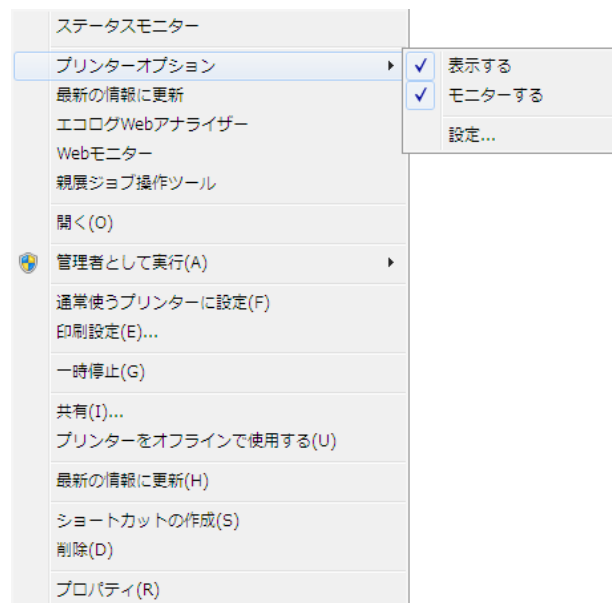 ステータスモニター
プリンターオプション
表示する
モニターする
設定...
最新の情報に更新
エコログWebアナライザー
Webモニター
親展ジョブ操作ツール
開く(O)
管理者として実行(A)
通常使うプリンターに設定(F)
印刷設定(E)...
一時停止(G)
共有(I)...
プリンターをオフラインで使用する(U)
最新の情報に更新(H)
ショートカットの作成(S)
削除(D)
プロパティ(R)